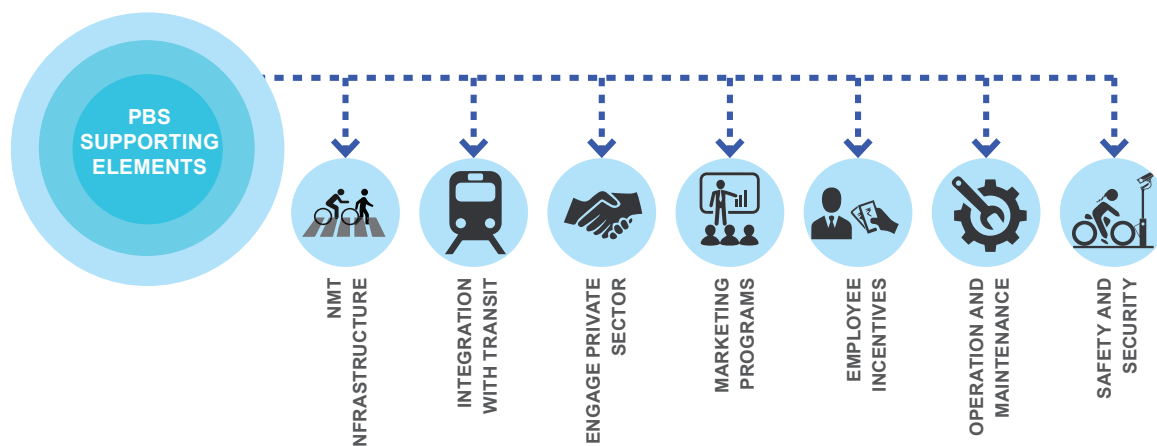 PBS
SUPPORTING
ELEMENTS
NMT
NFRASTRUCTURE
INTEGRATION
WITH TRANSIT
ENGAGE PRIVATE
SECTOR
MARKETING
PROGRAMS
EMPLOYEE
INCENTIVES
OPERATION AND
MAINTENANCE
SAFETY AND
SECURITY